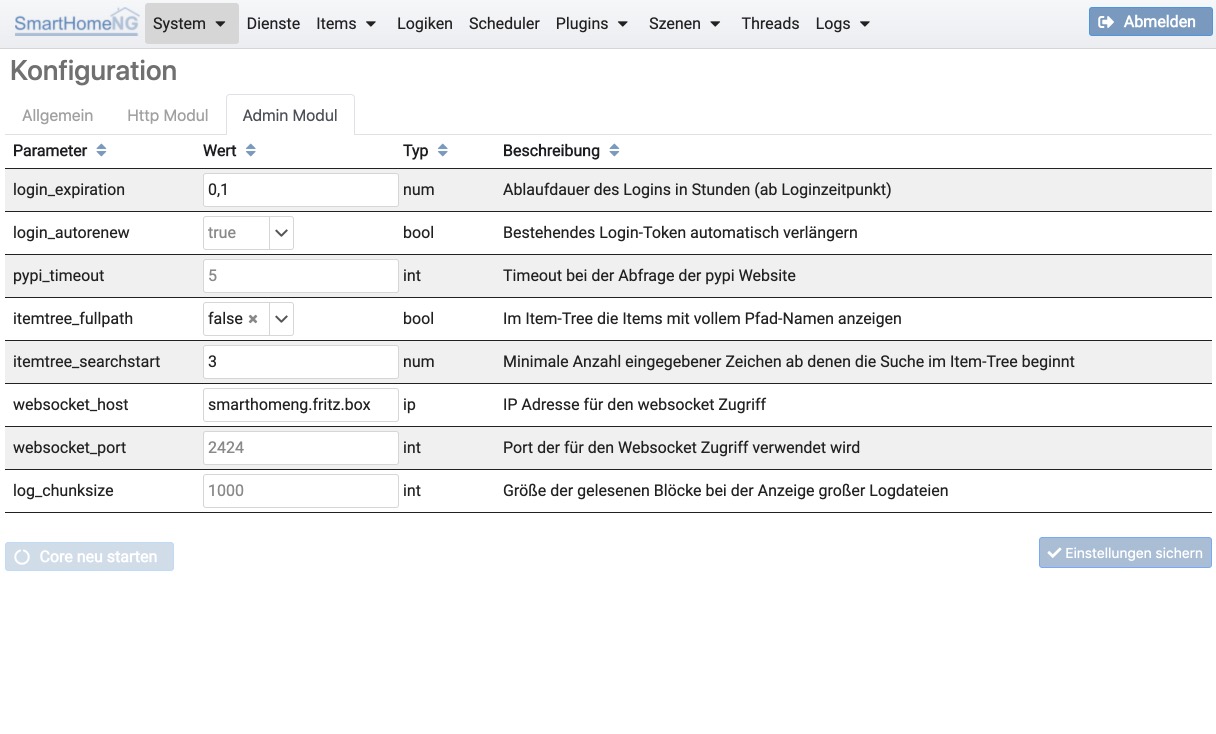 SmartHomeNG System Dienste Items Logiken Scheduler Plugins Szenen Threads Logs Abmelden
Konfiguration
Allgemein Http Modul Admin Modul
Parameter Wert Typ Beschreibung
login_expiration 0,1 num Ablaufdauer des Logins in Stunden (ab Loginzeitpunkt)
login_autorenew true bool Bestehendes Login-Token automatisch verlängern
pypi_timeout 5 int Timeout bei der Abfrage der pypi Website
itemtree_fullpath false bool Im Item-Tree die Items mit vollem Pfad-Namen anzeigen
itemtree_searchstart 3 num Minimale Anzahl eingegebener Zeichen ab denen die Suche im Item-Tree beginnt
websocket_host smarthomeng.fritz.box ip IP Adresse für den websocket Zugriff
websocket_port 2424 int Port der für den Websocket Zugriff verwendet wird
log_chunksize 1000 int Größe der gelesenen Blöcke bei der Anzeige großer Logdateien
Core neu starten Einstellungen sichern